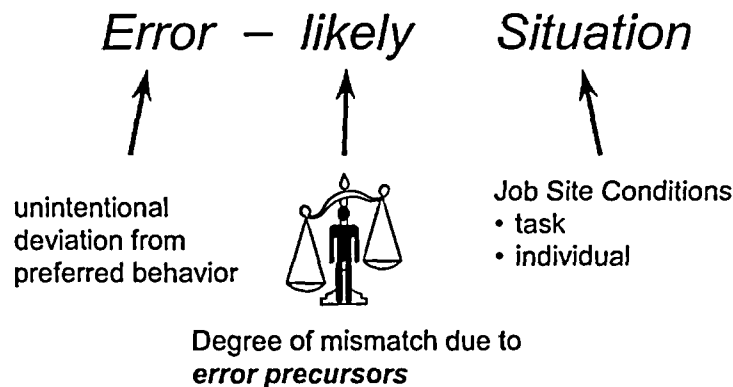 Error – likely Situation
unintentional
deviation from
preferred behavior
Job Site Conditions
• task
• individual
Degree of mismatch due to
error precursors